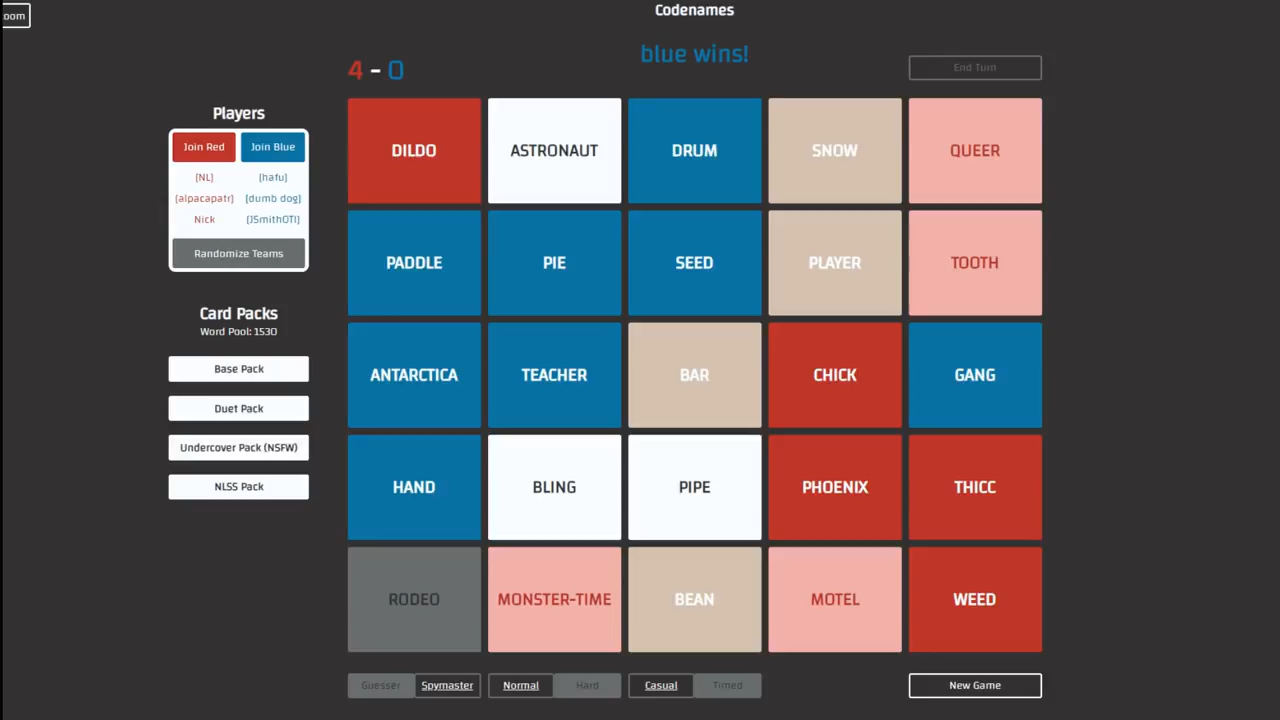 oom
Codenames
blue wins!
4 - 0
End Turn
Players
Join Red Join Blue
[NL] [hafu]
[alpacapatr] [dumb dog]
Nick [JSmithOTI]
Randomize Teams
Card Packs
Word Pool: 1530
Base Pack
Duet Pack
Undercover Pack (NSFW)
NLSS Pack
DILDO ASTRONAUT DRUM SNOW QUEER
PADDLE PIE SEED PLAYER TOOTH
ANTARCTICA TEACHER BAR CHICK GANG
HAND BLING PIPE PHOENIX THICC
RODEO MONSTER-TIME BEAN MOTEL WEED
Guesser Spymaster Normal Hard Casual Timed New Game